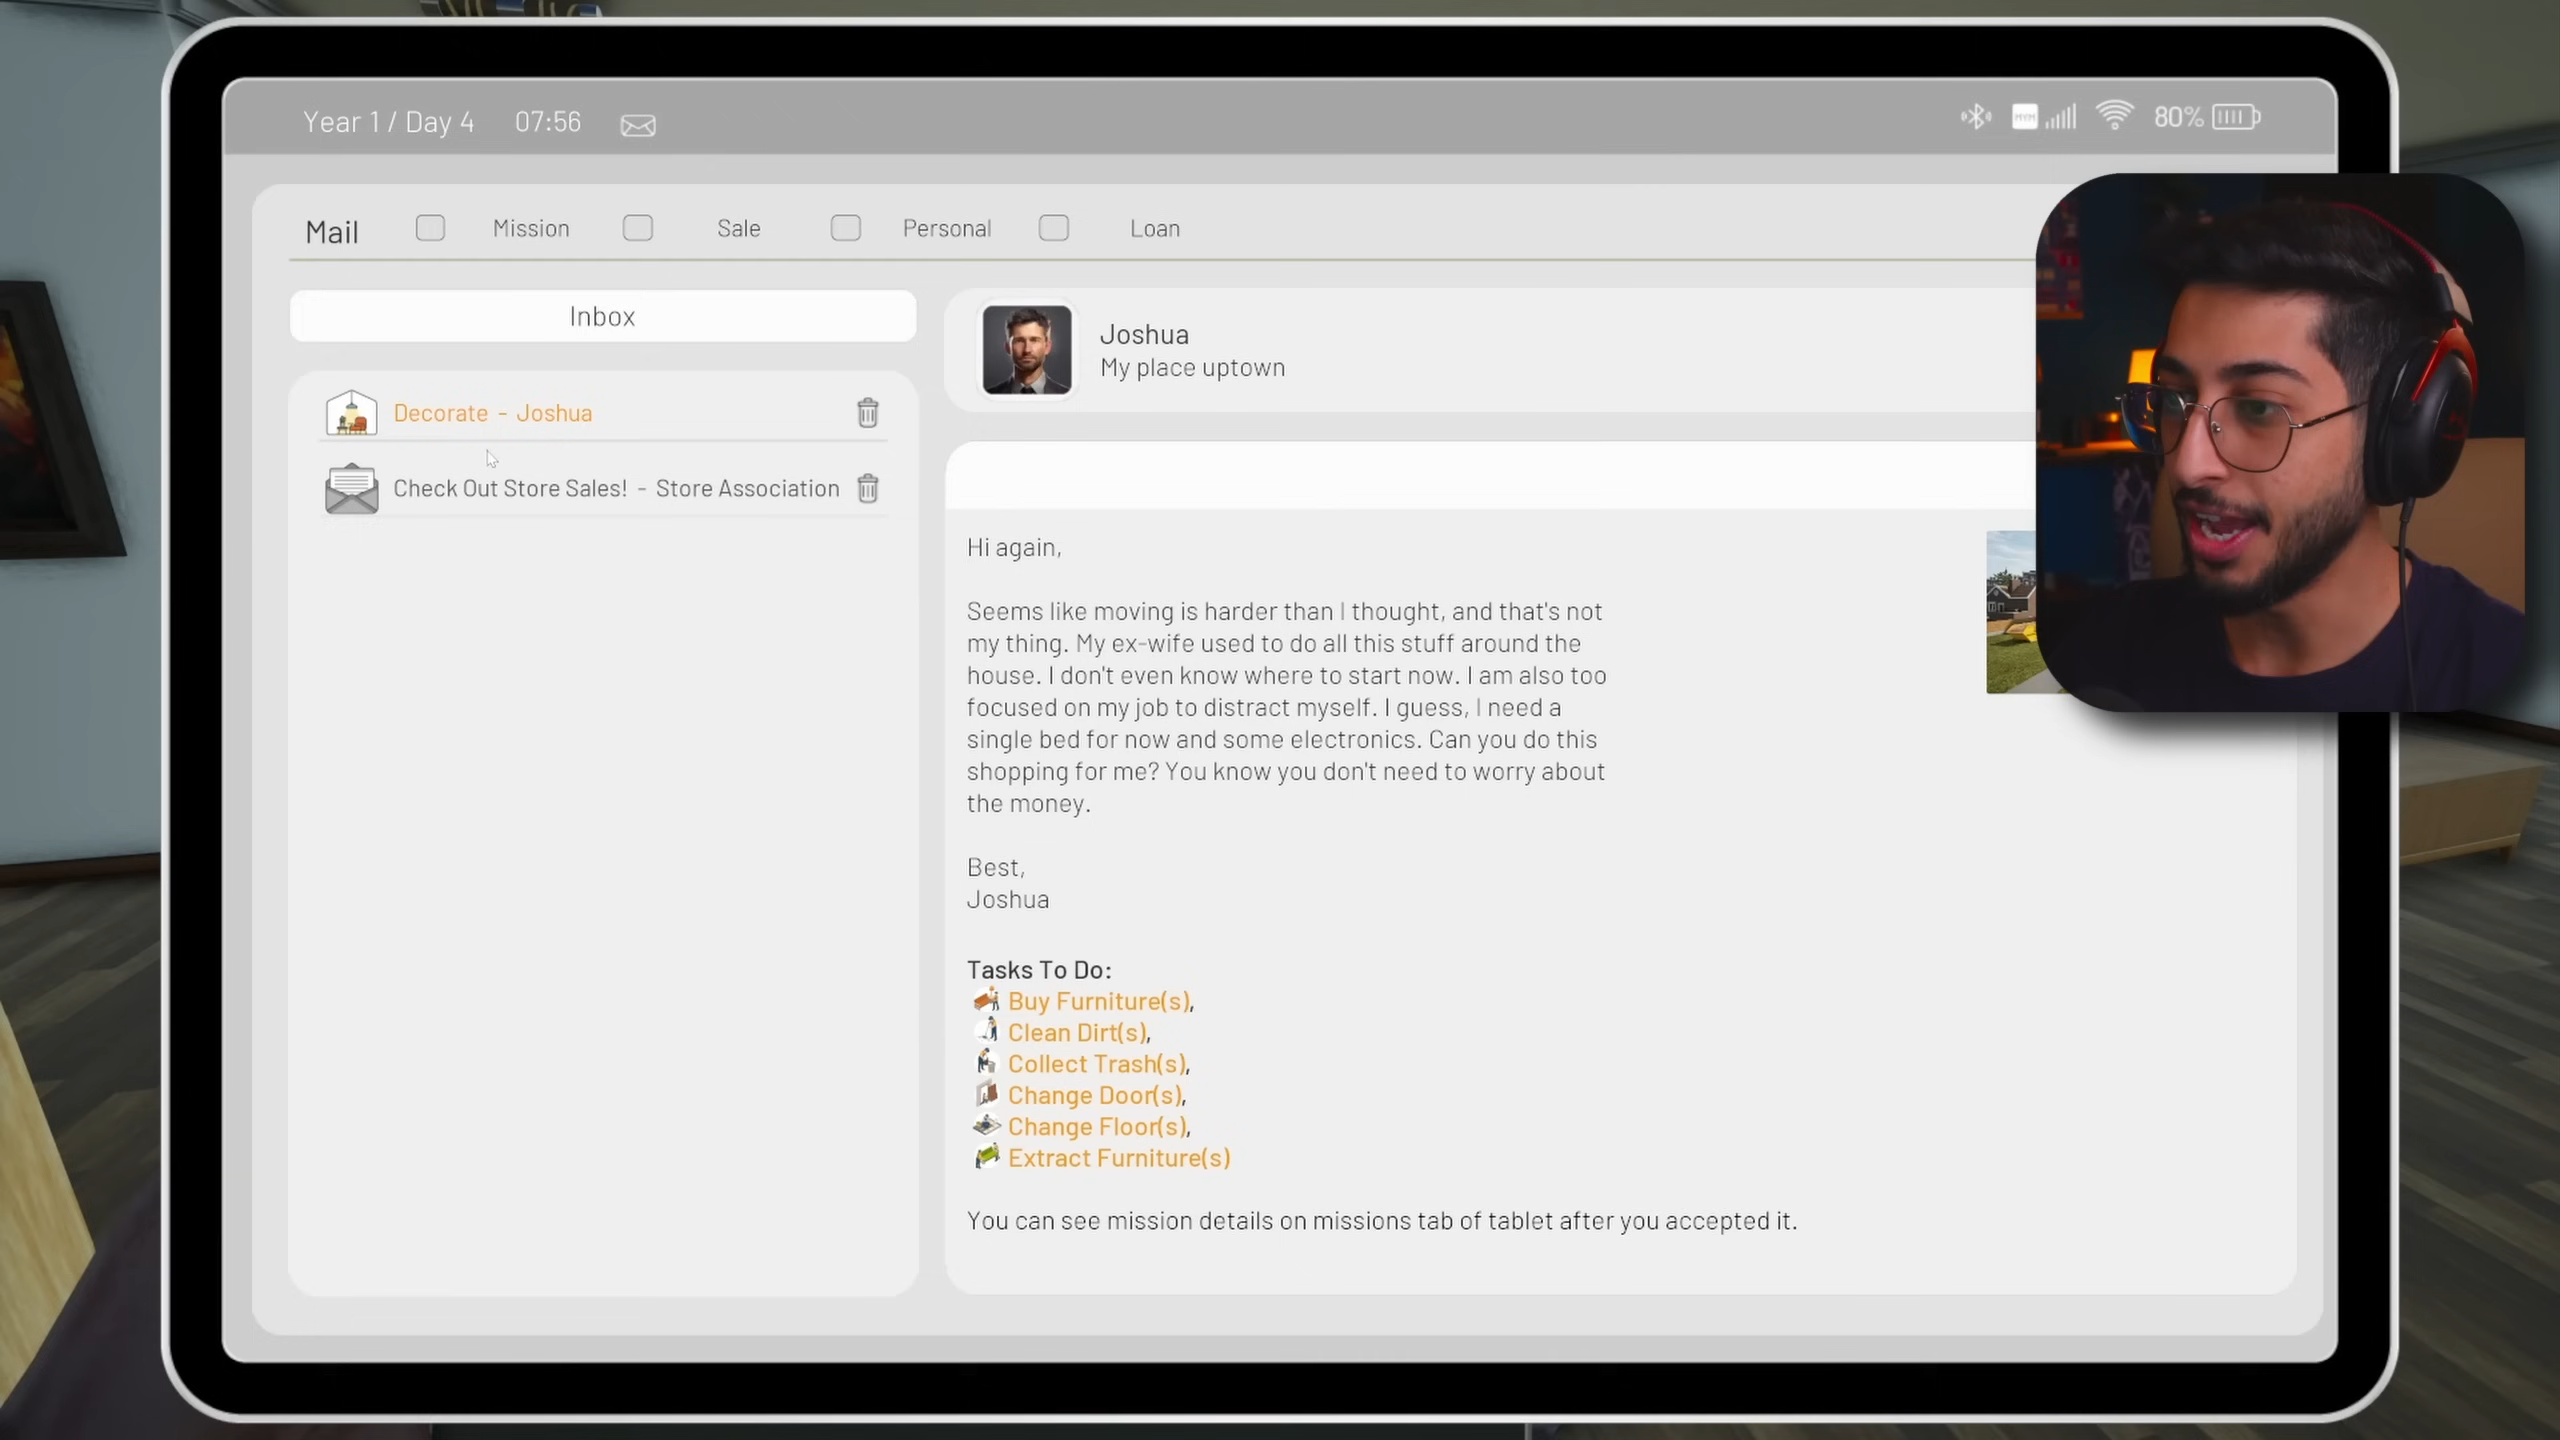 Year 1 / Day 4 07:56 80%
Mail Mission Sale Personal Loan
Inbox
Decorate - Joshua
Check Out Store Sales! - Store Association
Joshua
My place uptown
Hi again,
Seems like moving is harder than I thought, and that's not
my thing. My ex-wife used to do all this stuff around the
house. I don't even know where to start now. I am also too
focused on my job to distract myself. I guess, I need a
single bed for now and some electronics. Can you do this
shopping for me? You know you don't need to worry about
the money.
Best,
Joshua
Tasks To Do:
Buy Furniture(s),
Clean Dirt(s),
Collect Trash(s),
Change Door(s),
Change Floor(s),
Extract Furniture(s)
You can see mission details on missions tab of tablet after you accepted it.